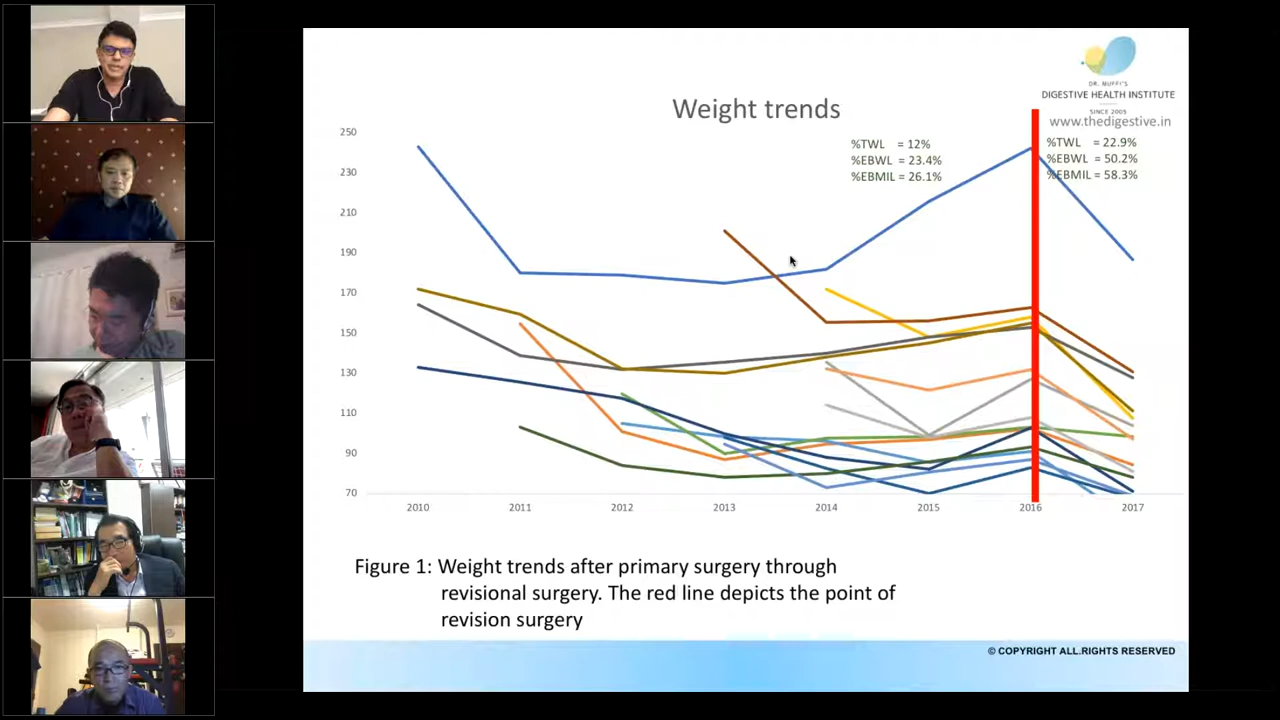 DR. MUFFI'S
DIGESTIVE HEALTH INSTITUTE
SINCE 2005
www.thedigestive.in
Weight trends
%TWL = 12%
%EBWL = 23.4%
%EBMIL = 26.1%
%TWL = 22.9%
%EBWL = 50.2%
%EBMIL = 58.3%
250
230
210
190
170
150
130
110
90
70
2010 2011 2012 2013 2014 2015 2016 2017
Figure 1: Weight trends after primary surgery through
revisional surgery. The red line depicts the point of
revision surgery
© COPYRIGHT ALL.RIGHTS RESERVED